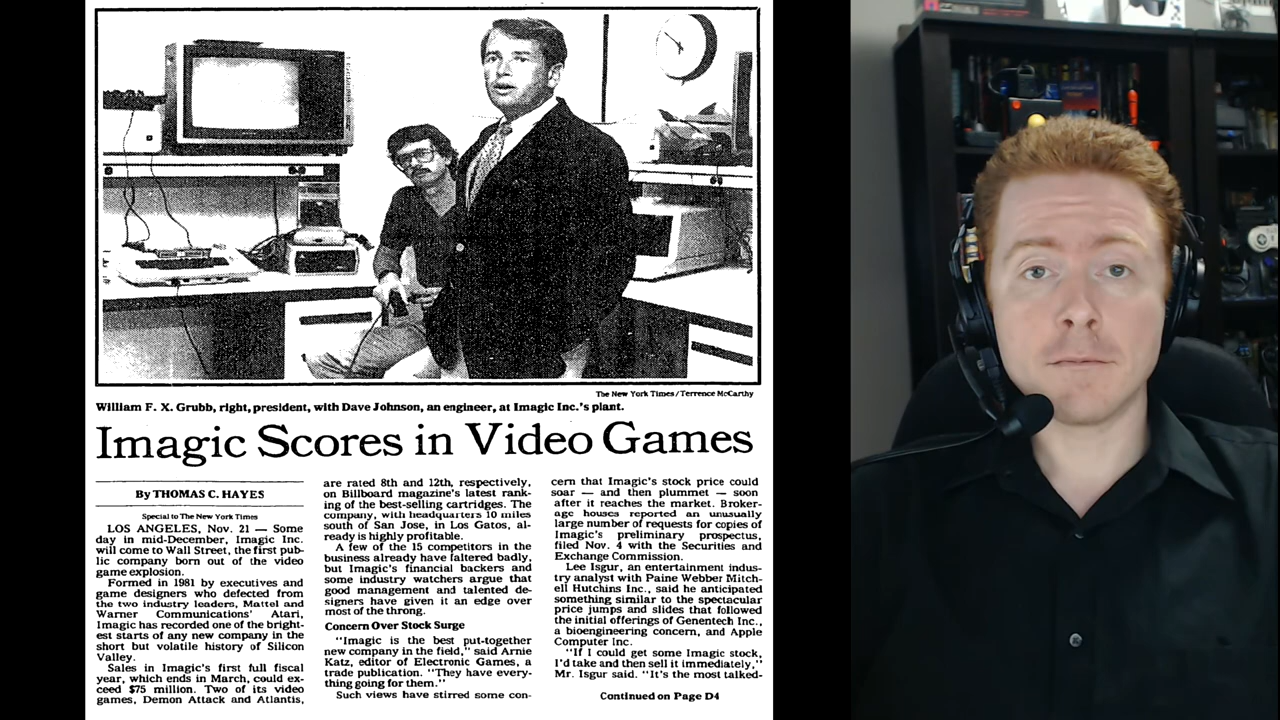 The New York Times/Terrence McCarthy
William F. X. Grubb, right, president, with Dave Johnson, an engineer, at Imagic Inc.'s plant.
Imagic Scores in Video Games
By THOMAS C. HAYES
Special to The New York Times
LOS ANGELES, Nov. 21 — Some
day in mid-December, Imagic Inc.
will come to Wall Street, the first pub-
lic company born out of the video
game explosion.
Formed in 1981 by executives and
game designers who defected from
the two industry leaders, Mattel and
Warner Communications' Atari,
Imagic has recorded one of the bright-
est starts of any new company in the
short but volatile history of Silicon
Valley.
Sales in Imagic's first full fiscal
year, which ends in March, could ex-
ceed $75 million. Two of its video
games, Demon Attack and Atlantis,
are rated 8th and 12th, respectively,
on Billboard magazine's latest rank-
ing of the best-selling cartridges. The
company, with headquarters 10 miles
south of San Jose, in Los Gatos, al-
ready is highly profitable.
A few of the 15 competitors in the
business already have faltered badly,
but Imagic's financial backers and
some industry watchers argue that
good management and talented de-
signers have given it an edge over
most of the throng.
Concern Over Stock Surge
"Imagic is the best put-together
new company in the field," said Arnie
Katz, editor of Electronic Games, a
trade publication. "They have every-
thing going for them."
Such views have stirred some con-
cern that Imagic's stock price could
soar — and then plummet — soon
after it reaches the market. Broker-
age houses reported an unusually
large number of requests for copies of
Imagic's preliminary prospectus,
filed Nov. 4 with the Securities and
Exchange Commission.
Lee Isgur, an entertainment indus-
try analyst with Paine Webber Mitch-
ell Hutchins Inc., said he anticipated
something similar to the spectacular
price jumps and slides that followed
the initial offerings of Genentech Inc.,
a bioengineering concern, and Apple
Computer Inc.
"If I could get some Imagic stock,
I'd take and then sell it immediately,"
Mr. Isgur said. "It's the most talked-
Continued on Page D4